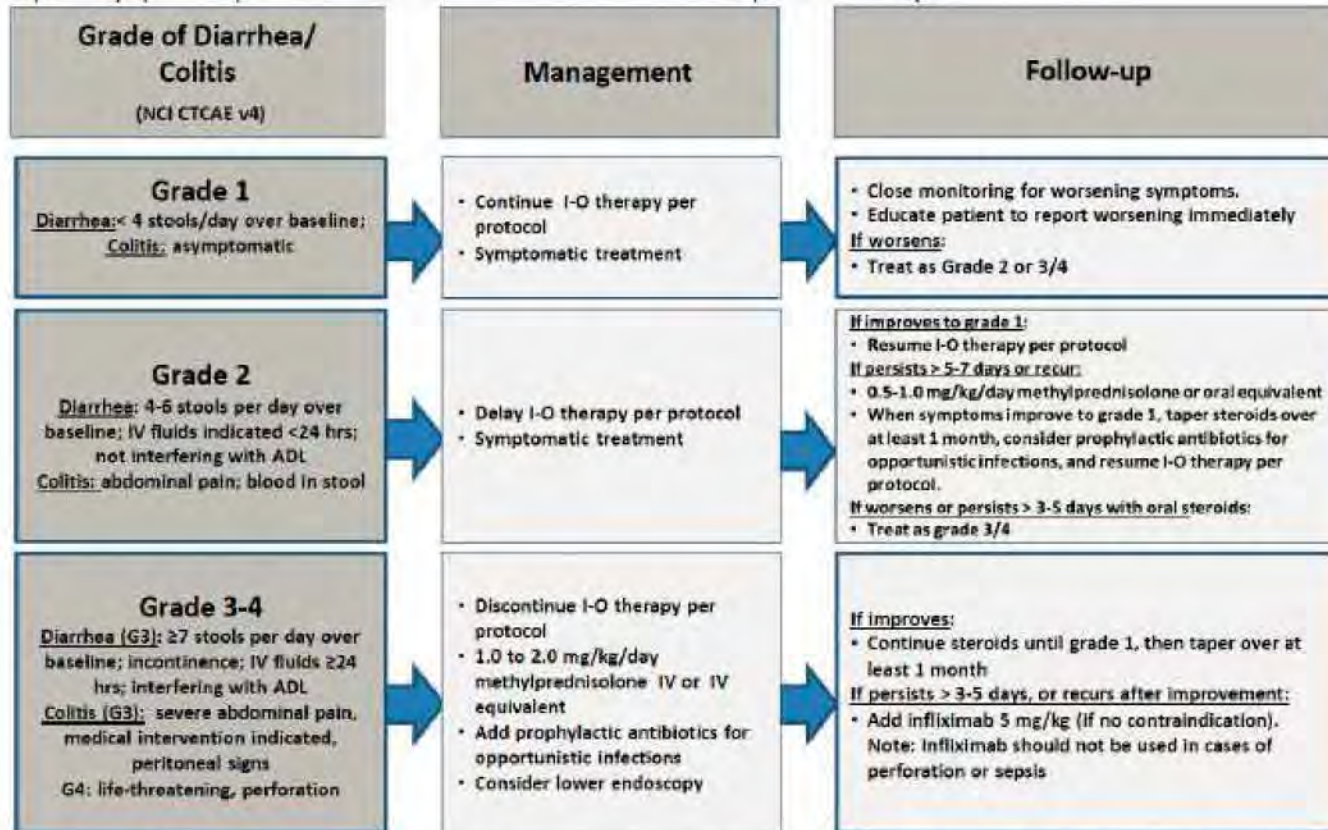 Grade of Diarrhea/
Colitis
(NCI CTCAE v4)
Management
Follow-up
Grade 1
Diarrhea:< 4 stools/day over baseline;
Colitis: asymptomatic
• Continue I-O therapy per
protocol
• Symptomatic treatment
• Close monitoring for worsening symptoms.
• Educate patient to report worsening immediately
If worsens:
• Treat as Grade 2 or 3/4
Grade 2
Diarrhea: 4-6 stools per day over
baseline; IV fluids indicated <24 hrs;
not interfering with ADL
Colitis: abdominal pain; blood in stool
• Delay I-O therapy per protocol
• Symptomatic treatment
If improves to grade 1:
• Resume I-O therapy per protocol
If persists > 5-7 days or recur:
• 0.5-1.0 mg/kg/day methylprednisolone or oral equivalent
• When symptoms improve to grade 1, taper steroids over
at least 1 month, consider prophylactic antibiotics for
opportunistic infections, and resume I-O therapy per
protocol.
If worsens or persists > 3-5 days with oral steroids:
• Treat as grade 3/4
Grade 3-4
Diarrhea (G3): ≥7 stools per day over
baseline; incontinence; IV fluids ≥24
hrs; interfering with ADL
Colitis (G3): severe abdominal pain,
medical intervention indicated,
peritoneal signs
G4: life-threatening, perforation
• Discontinue I-O therapy per
protocol
• 1.0 to 2.0 mg/kg/day
methylprednisolone IV or IV
equivalent
• Add prophylactic antibiotics for
opportunistic infections
• Consider lower endoscopy
If improves:
• Continue steroids until grade 1, then taper over at
least 1 month
If persists > 3-5 days, or recurs after improvement:
• Add infliximab 5 mg/kg (if no contraindication).
Note: Infliximab should not be used in cases of
perforation or sepsis